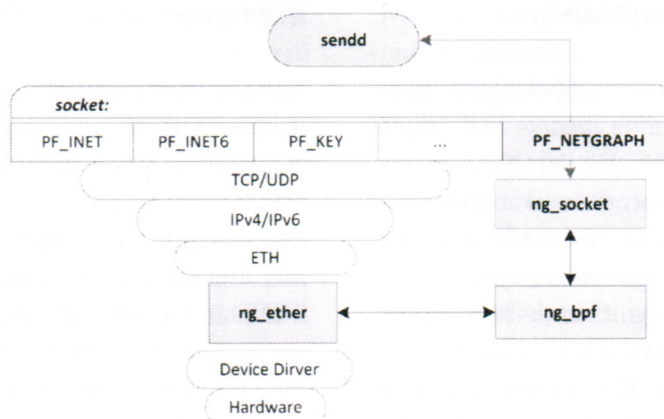 sendd
socket:
PF_INET PF_INET6 PF_KEY ... PF_NETGRAPH
TCP/UDP
ng_socket
IPv4/IPv6
ETH
ng_ether ng_bpf
Device Dirver
Hardware